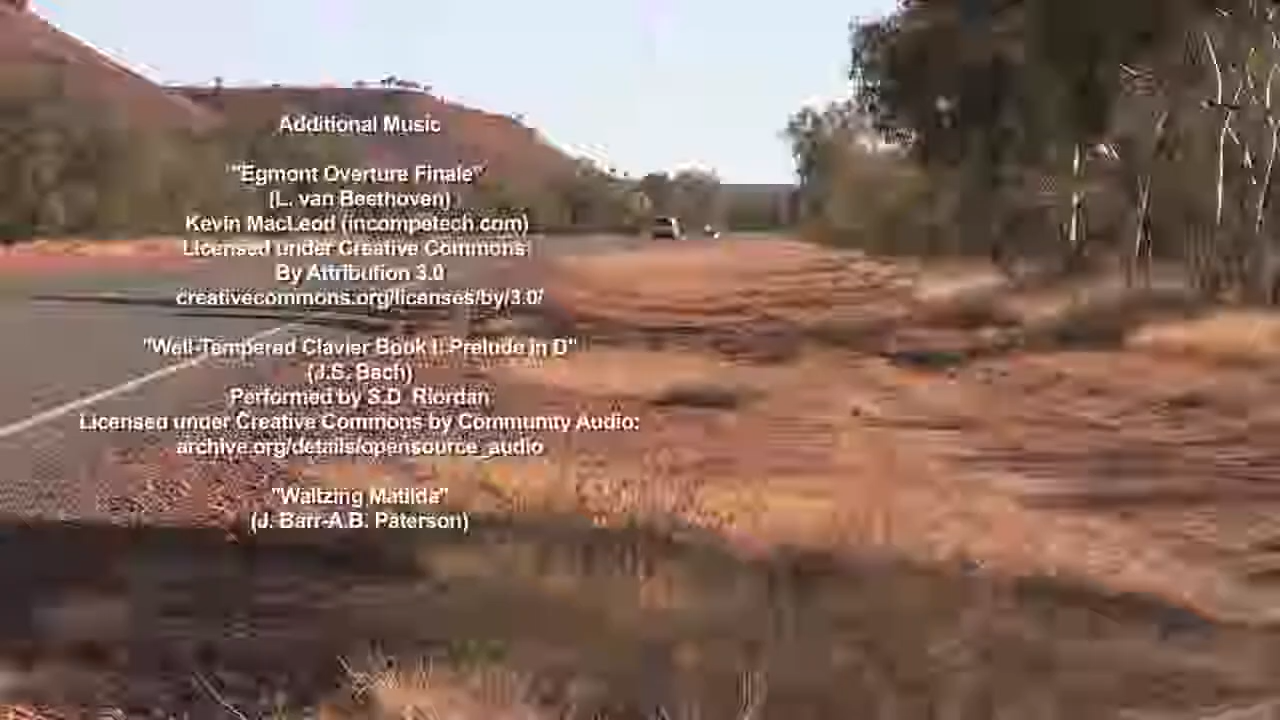 Additional Music
"Egmont Overture Finale"
(L. van Beethoven)
Kevin MacLeod (incompetech.com)
Licensed under Creative Commons
By Attribution 3.0
creativecommons.org/licenses/by/3.0/
"Well-Tempered Clavier Book I: Prelude in D"
(J.S. Bach)
Performed by S.D. Riordan
Licensed under Creative Commons by Community Audio:
archive.org/details/opensource_audio
"Waltzing Matilda"
(J. Barr-A.B. Paterson)